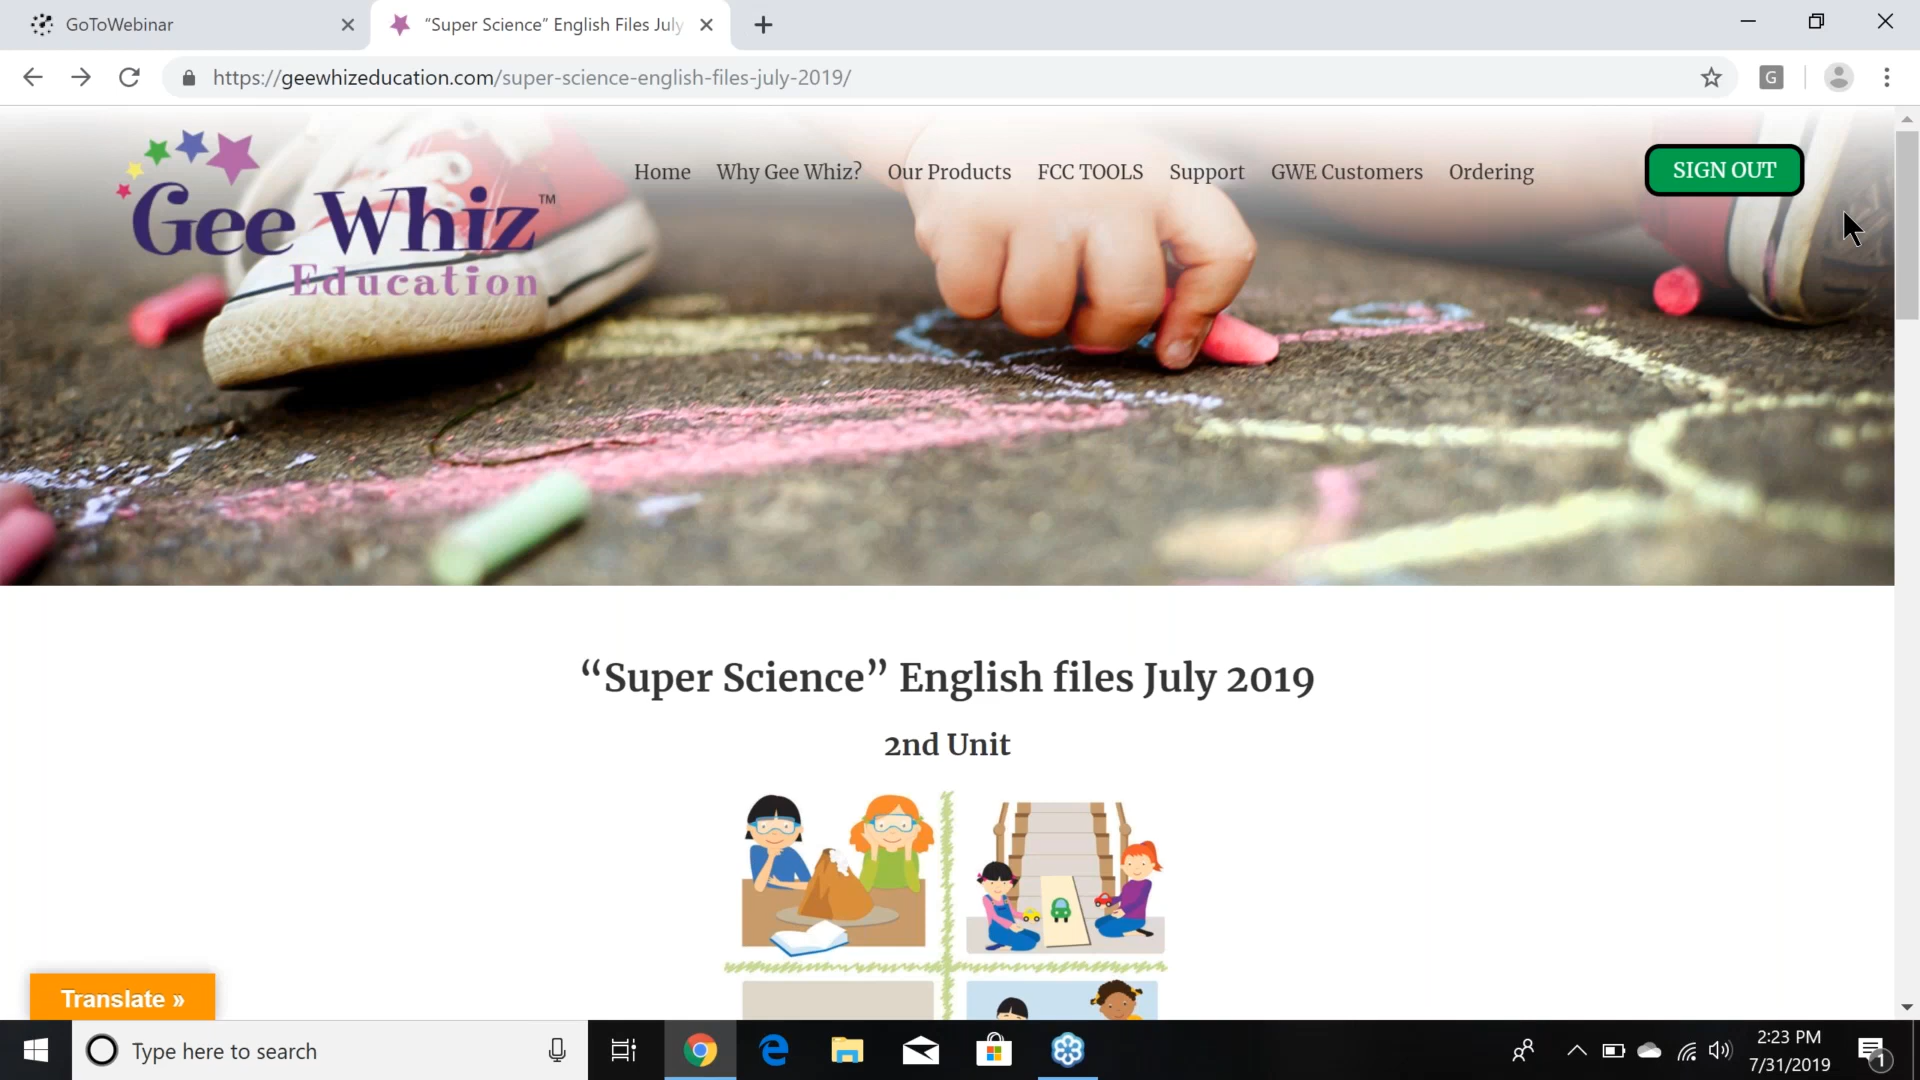 GoToWebinar
“Super Science” English Files July
https://geewhizeducation.com/super-science-english-files-july-2019/
G
Gee Whiz™
Education
Home Why Gee Whiz? Our Products FCC TOOLS Support GWE Customers Ordering
SIGN OUT
“Super Science” English files July 2019
2nd Unit
Translate »
Type here to search
2:23 PM
7/31/2019
1